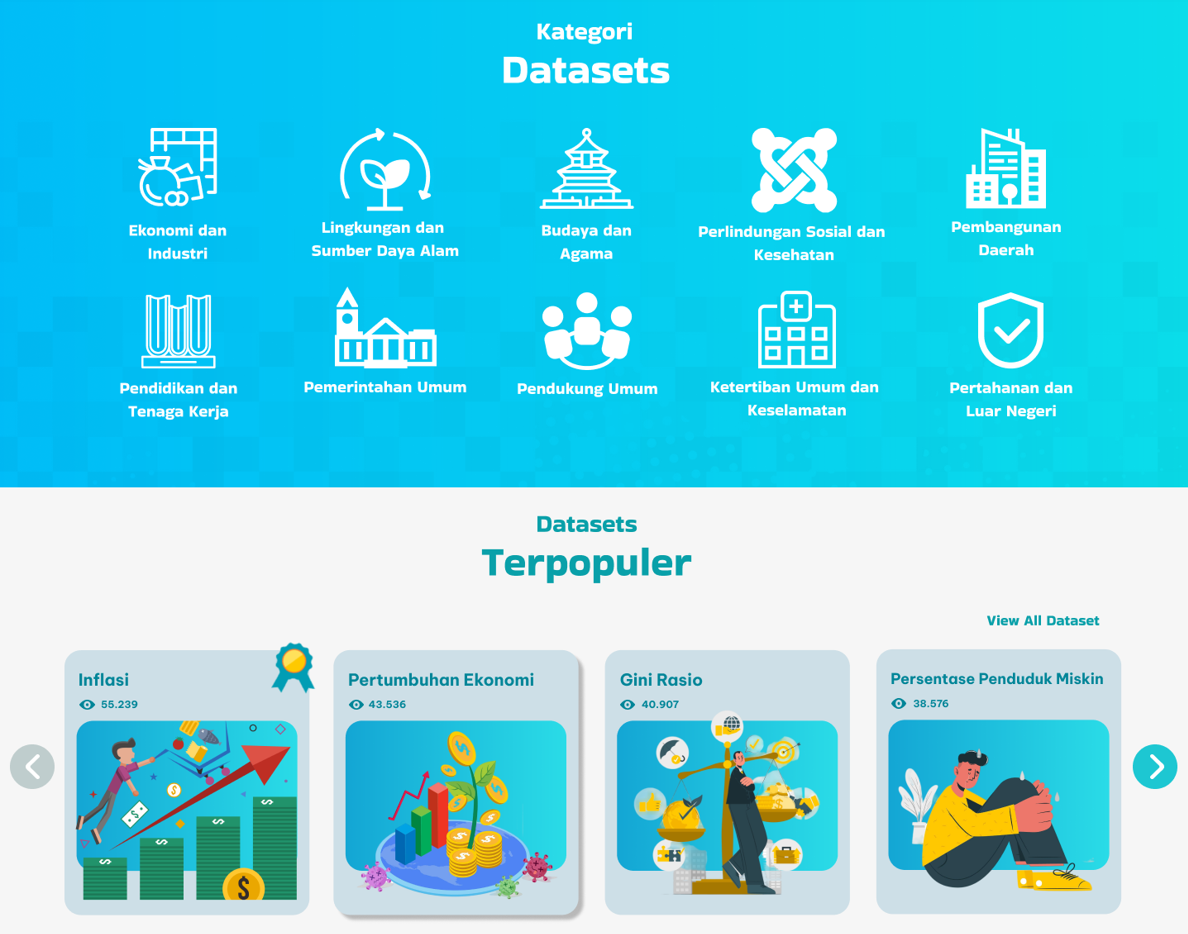 Kategori
Datasets
Ekonomi dan
Industri
Lingkungan dan
Sumber Daya Alam
Budaya dan
Agama
Perlindungan Sosial dan
Kesehatan
Pembangunan
Daerah
Pendidikan dan
Tenaga Kerja
Pemerintahan Umum
Pendukung Umum
Ketertiban Umum dan
Keselamatan
Pertahanan dan
Luar Negeri
Datasets
Terpopuler
View All Dataset
Inflasi
55.239
Pertumbuhan Ekonomi
43.536
Gini Rasio
40.907
Persentase Penduduk Miskin
38.576